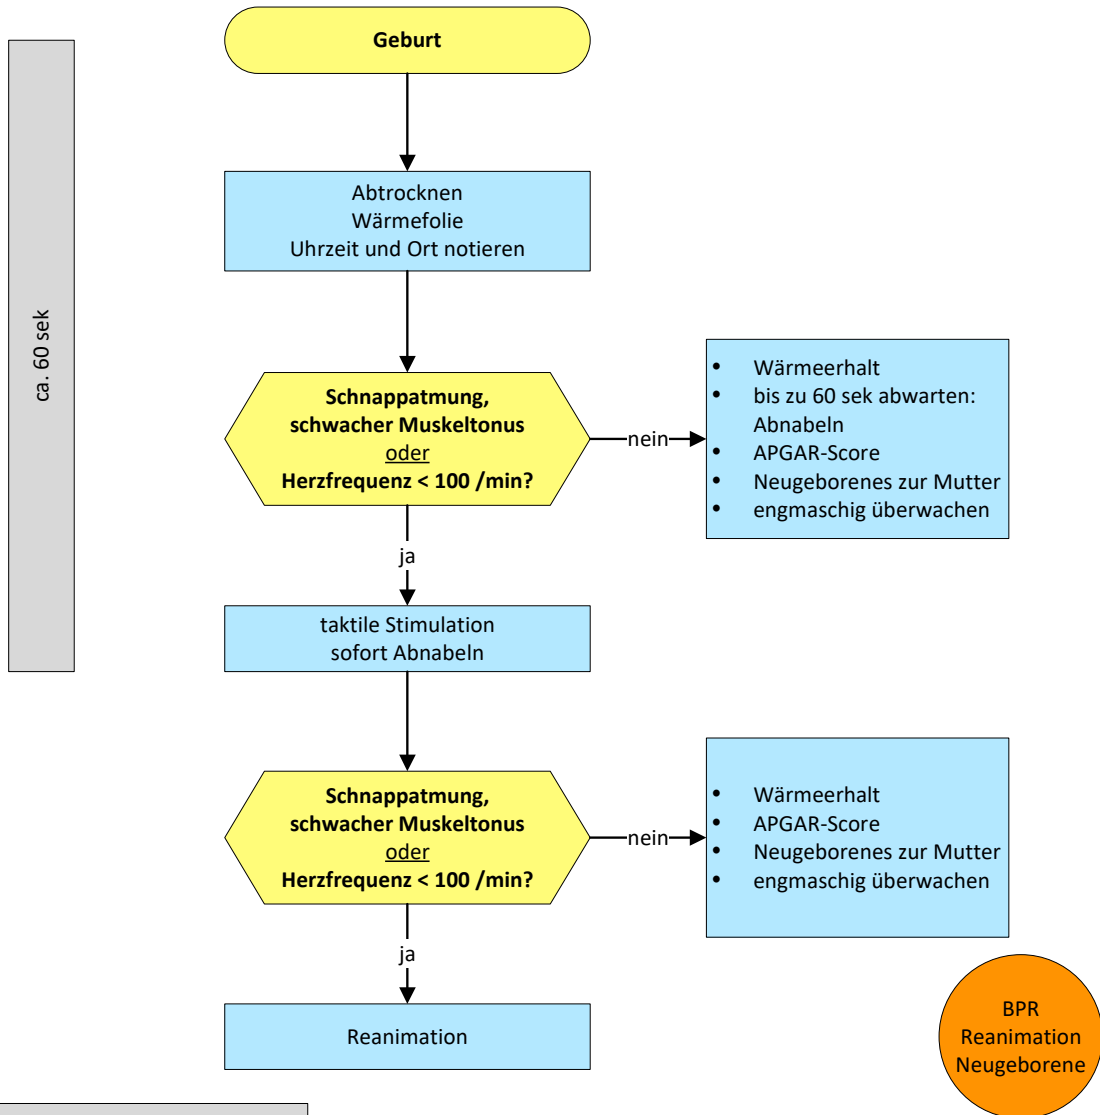 Geburt
ca. 60 sek
Abtrocknen
Wärmefolie
Uhrzeit und Ort notieren
Schnappatmung,
schwacher Muskeltonus
oder
Herzfrequenz < 100 /min?
nein
• Wärmeerhalt
• bis zu 60 sek abwarten:
Abnabeln
• APGAR-Score
• Neugeborenes zur Mutter
• engmaschig überwachen
ja
taktile Stimulation
sofort Abnabeln
Schnappatmung,
schwacher Muskeltonus
oder
Herzfrequenz < 100 /min?
nein
• Wärmeerhalt
• APGAR-Score
• Neugeborenes zur Mutter
• engmaschig überwachen
ja
Reanimation
BPR
Reanimation
Neugeborene